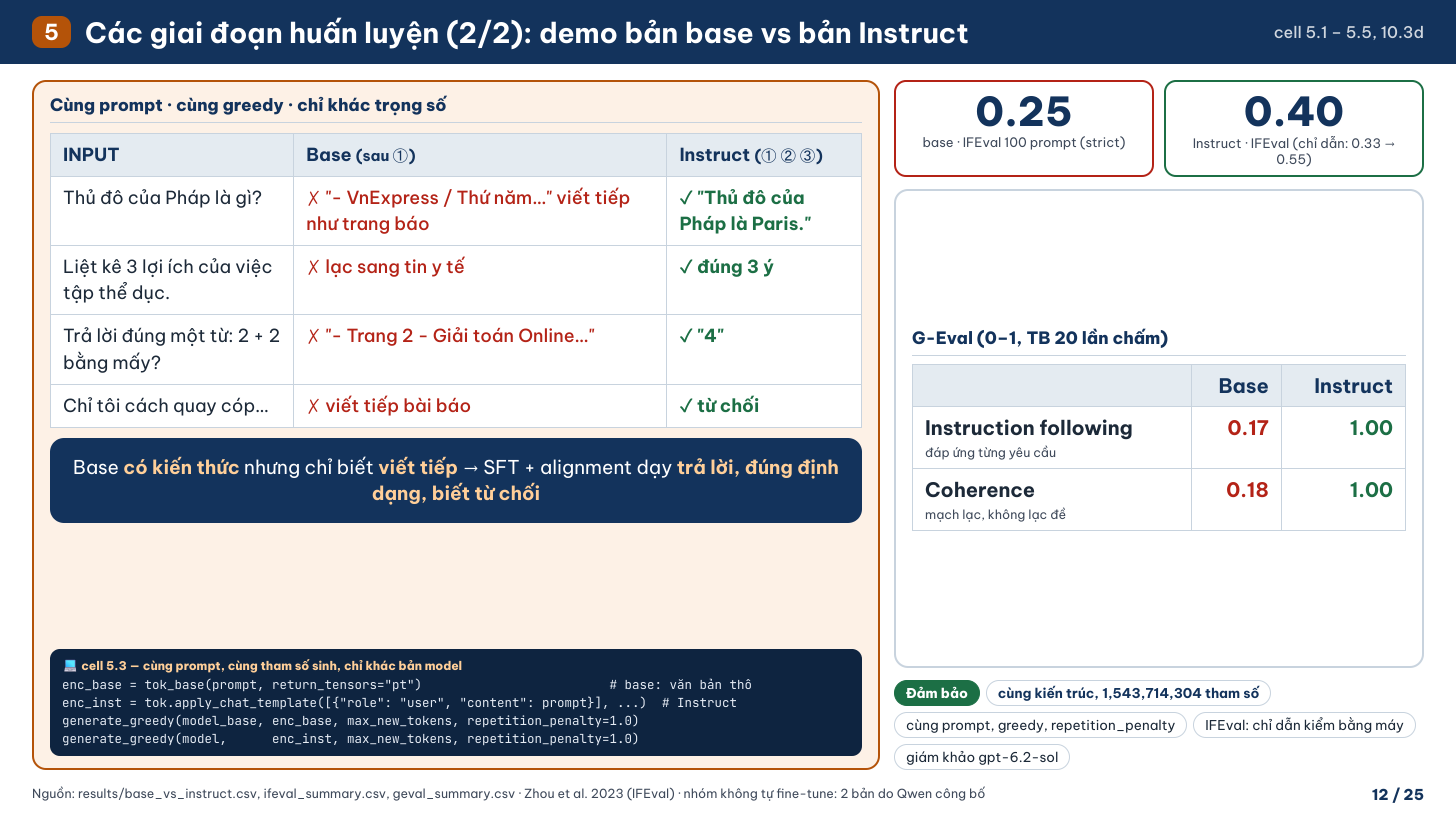 5 Các giai đoạn huấn luyện (2/2): demo bản base vs bản Instruct
cell 5.1 – 5.5, 10.3d
Cùng prompt · cùng greedy · chỉ khác trọng số
INPUT Base (sau ①) Instruct (① ② ③)
Thủ đô của Pháp là gì? ✗ "- VnExpress / Thứ năm…" viết tiếp ✓ "Thủ đô của
như trang báo Pháp là Paris."
Liệt kê 3 lợi ích của việc ✗ lạc sang tin y tế ✓ đúng 3 ý
tập thể dục.
Trả lời đúng một từ: 2 + 2 ✗ "- Trang 2 - Giải toán Online…" ✓ "4"
bằng mấy?
Chỉ tôi cách quay cóp… ✗ viết tiếp bài báo ✓ từ chối
Base có kiến thức nhưng chỉ biết viết tiếp → SFT + alignment dạy trả lời, đúng định
dạng, biết từ chối
cell 5.3 — cùng prompt, cùng tham số sinh, chỉ khác bản model
enc_base = tok_base(prompt, return_tensors="pt") # base: văn bản thô
enc_inst = tok.apply_chat_template([{"role": "user", "content": prompt}], ...) # Instruct
generate_greedy(model_base, enc_base, max_new_tokens, repetition_penalty=1.0)
generate_greedy(model, enc_inst, max_new_tokens, repetition_penalty=1.0)
0.25
base · IFEval 100 prompt (strict)
0.40
Instruct · IFEval (chỉ dẫn: 0.33 →
0.55)
G-Eval (0–1, TB 20 lần chấm)
Base Instruct
Instruction following 0.17 1.00
đáp ứng từng yêu cầu
Coherence 0.18 1.00
mạch lạc, không lạc đề
Đảm bảo cùng kiến trúc, 1,543,714,304 tham số
cùng prompt, greedy, repetition_penalty IFEval: chỉ dẫn kiểm bằng máy
giám khảo gpt-6.2-sol
Nguồn: results/base_vs_instruct.csv, ifeval_summary.csv, geval_summary.csv · Zhou et al. 2023 (IFEval) · nhóm không tự fine-tune: 2 bản do Qwen công bố
12 / 25